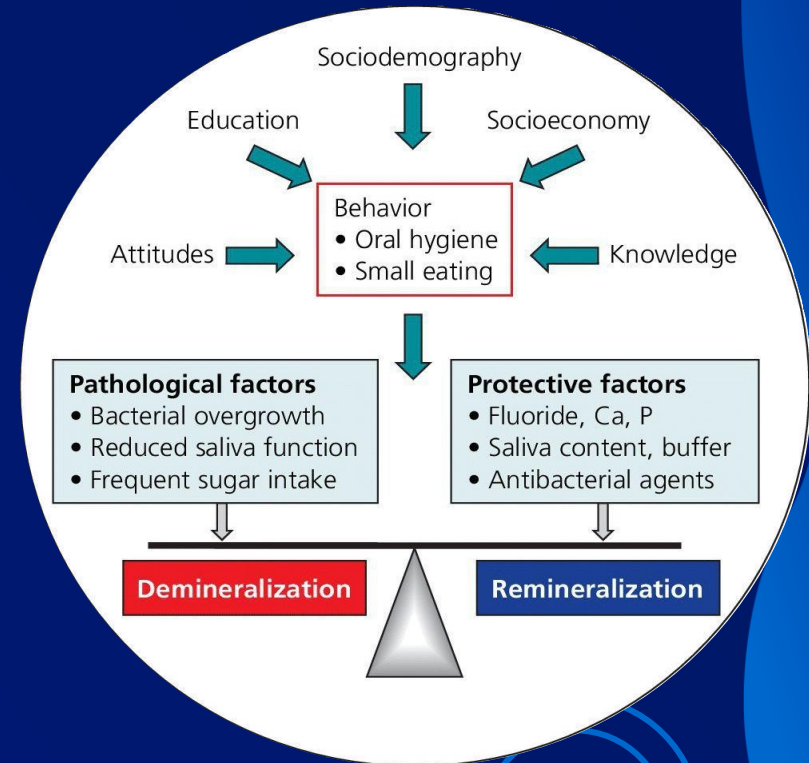 Sociodemography
Education
Socioeconomy
Attitudes
Behavior
• Oral hygiene
• Small eating
Knowledge
Pathological factors
• Bacterial overgrowth
• Reduced saliva function
• Frequent sugar intake
Protective factors
• Fluoride, Ca, P
• Saliva content, buffer
• Antibacterial agents
Demineralization
Remineralization